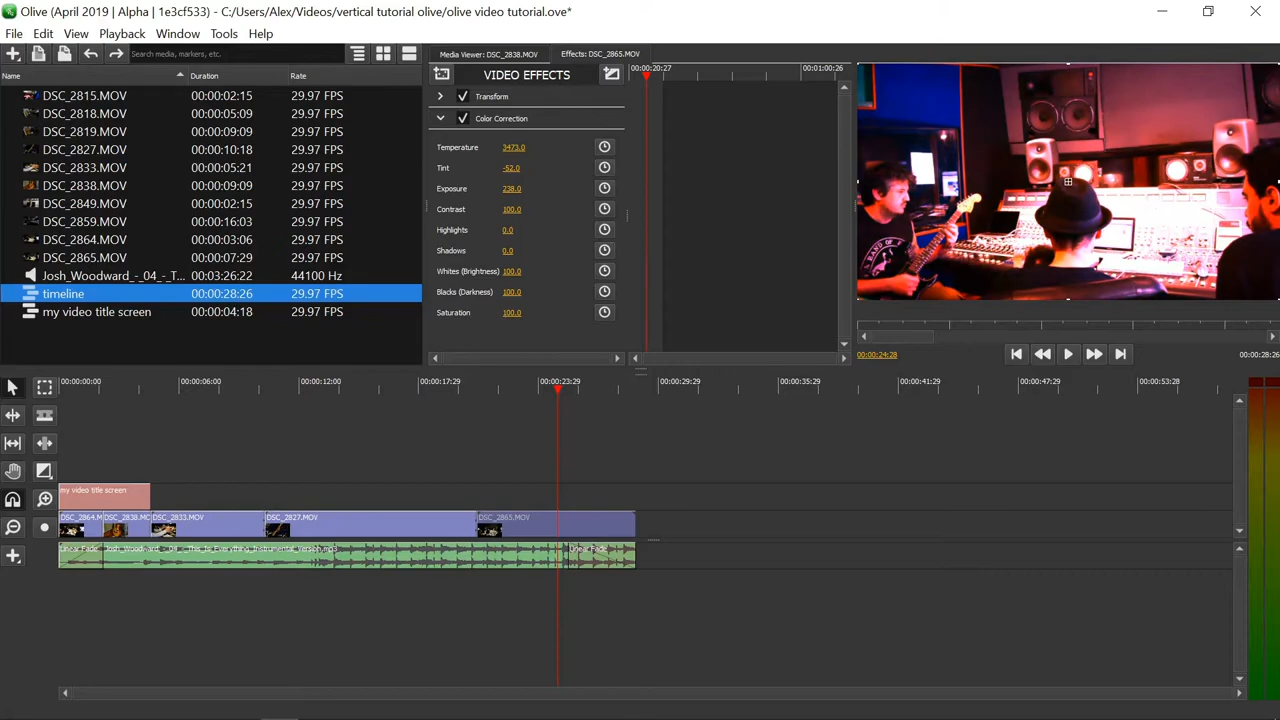 Olive (April 2019 | Alpha | 1e3cf533) - C:/Users/Alex/Videos/vertical tutorial olive/olive video tutorial.ove*
File Edit View Playback Window Tools Help
Search media, markers, etc.
Media Viewer: DSC_2838.MOV
Effects: DSC_2865.MOV
Name Duration Rate
DSC_2815.MOV 00:00:02:15 29.97 FPS
DSC_2818.MOV 00:00:05:09 29.97 FPS
DSC_2819.MOV 00:00:09:09 29.97 FPS
DSC_2827.MOV 00:00:10:18 29.97 FPS
DSC_2833.MOV 00:00:05:21 29.97 FPS
DSC_2838.MOV 00:00:09:09 29.97 FPS
DSC_2849.MOV 00:00:02:15 29.97 FPS
DSC_2859.MOV 00:00:16:03 29.97 FPS
DSC_2864.MOV 00:00:03:06 29.97 FPS
DSC_2865.MOV 00:00:07:29 29.97 FPS
Josh_Woodward_-_04_-_T... 00:03:26:22 44100 Hz
timeline 00:00:28:26 29.97 FPS
my video title screen 00:00:04:18 29.97 FPS
VIDEO EFFECTS
00:00:20:27 00:01:00:26
Transform
Color Correction
Temperature 3473.0
Tint -52.0
Exposure 238.0
Contrast 100.0
Highlights 0.0
Shadows 0.0
Whites (Brightness) 100.0
Blacks (Darkness) 100.0
Saturation 100.0
00:00:24:28 00:00:28:26
00:00:00:00 00:00:06:00 00:00:12:00 00:00:17:29 00:00:23:29 00:00:29:29 00:00:35:29 00:00:41:29 00:00:47:29 00:00:53:28
my video title screen
DSC_2864.M DSC_2838.MC DSC_2833.MOV DSC_2827.MOV DSC_2865.MOV
Linear Fade Josh_Woodward_-_04_-_This_Is_Everything_Instrumental_Version.mp3 Linear Fade